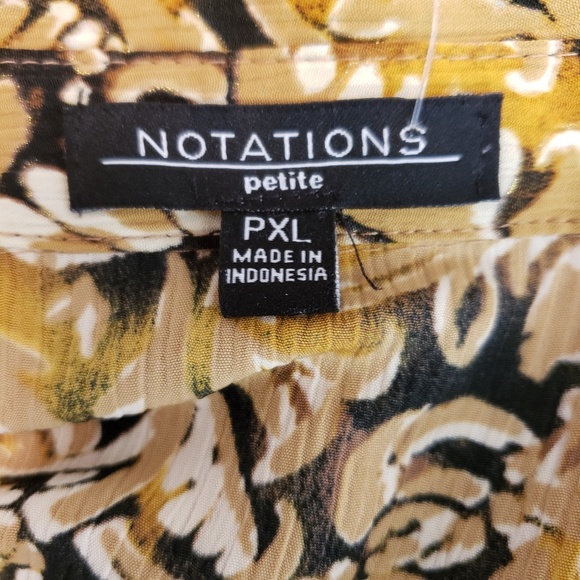 NOTATIONS
petite
PXL
MADE IN
INDONESIA